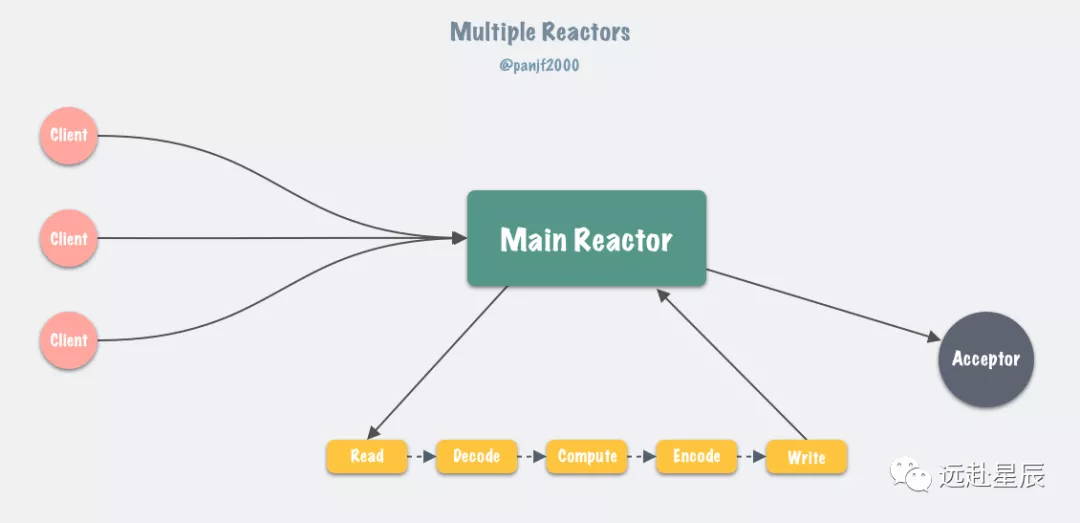 Multiple Reactors
@panjf2000
Client
Client
Client
Main Reactor
Acceptor
Read
Decode
Compute
Encode
Write
远赴星辰